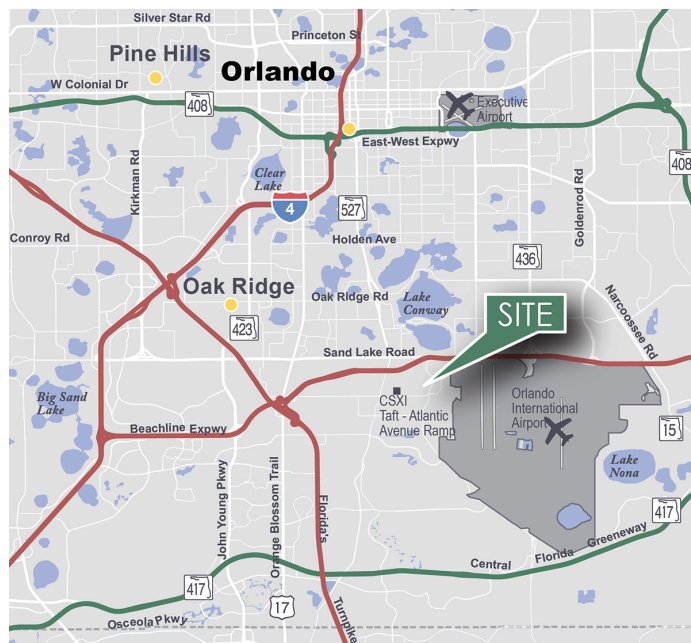 Silver Star Rd
Princeton St
Pine Hills
Orlando
W Colonial Dr
408
Executive
Airport
East-West Expwy
408
Clear
Lake
Kirkman Rd
4
527
Goldenrod Rd
Conroy Rd
Holden Ave
436
Oak Ridge
Oak Ridge Rd
Lake
Conway
SITE
Narcoossee Rd
423
Sand Lake Road
Big Sand
Lake
CSXI
Taft - Atlantic
Avenue Ramp
Orlando
International
Airport
Beachline Expwy
15
Lake
Nona
John Young Pkwy
Orange Blossom Trail
Florida's
Turnpike
417
Central Florida Greeneway
417
17
Osceola Pkwy